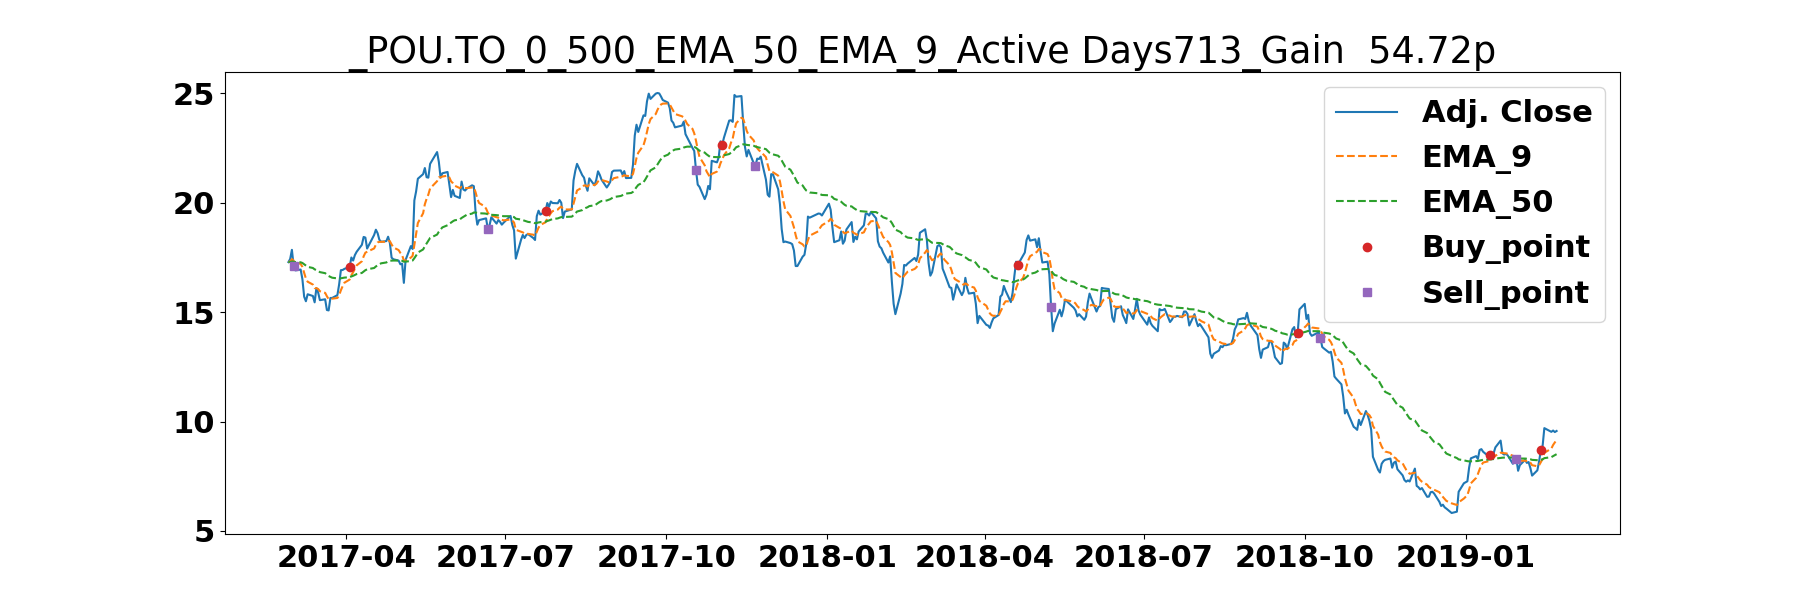 _POU.TO_0_500_EMA_50_EMA_9_Active Days713_Gain  54.72p
25
20
15
10
5
Adj. Close
EMA_9
EMA_50
Buy_point
Sell_point
2017-04 2017-07 2017-10 2018-01 2018-04 2018-07 2018-10 2019-01